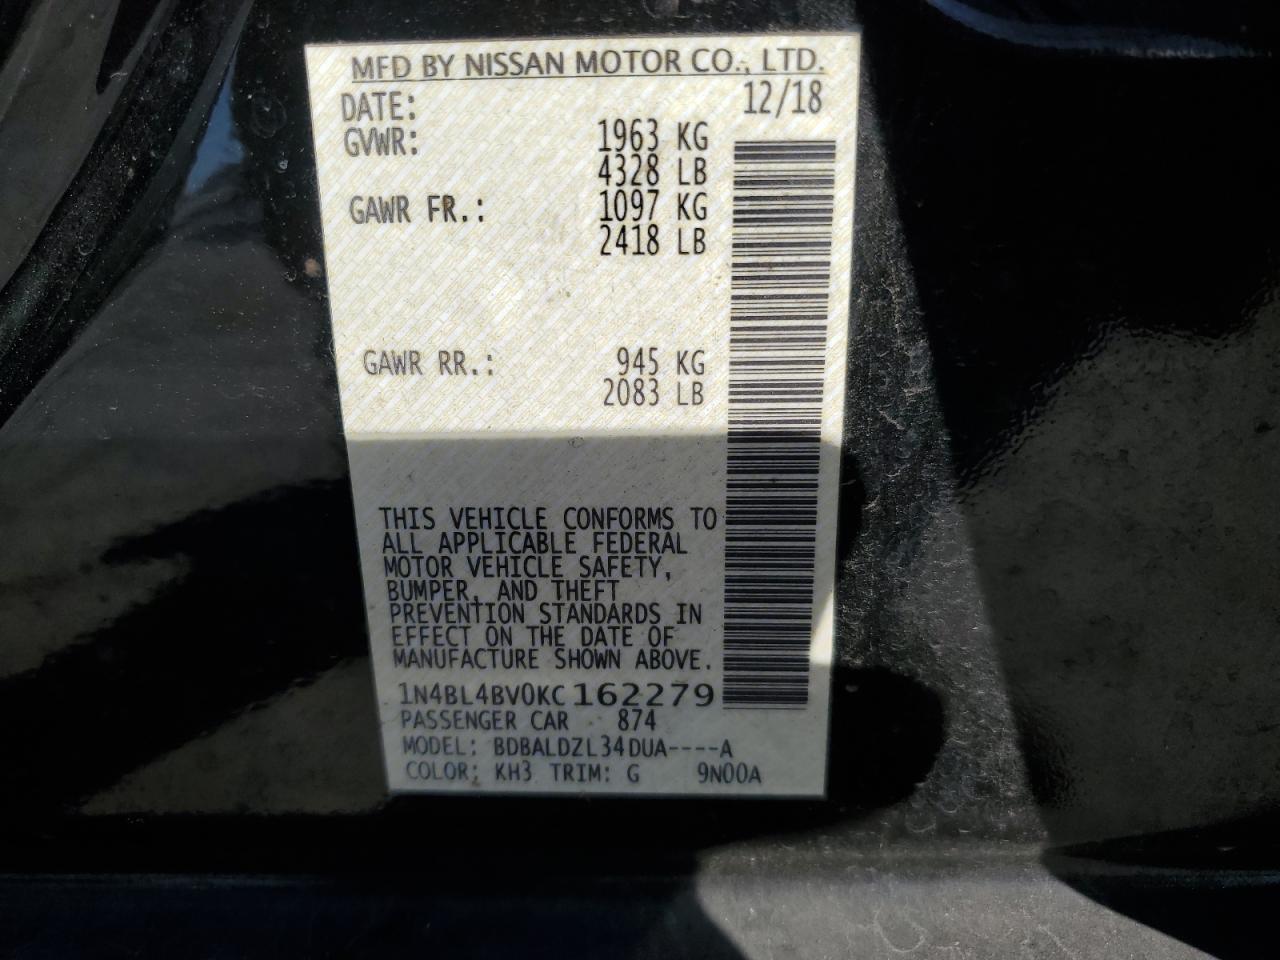 MFD BY NISSAN MOTOR CO., LTD.
DATE: 12/18
GVWR: 1963 KG
4328 LB
GAWR FR.: 1097 KG
2418 LB
GAWR RR.: 945 KG
2083 LB
THIS VEHICLE CONFORMS TO
ALL APPLICABLE FEDERAL
MOTOR VEHICLE SAFETY,
BUMPER, AND THEFT
PREVENTION STANDARDS IN
EFFECT ON THE DATE OF
MANUFACTURE SHOWN ABOVE.
1N4BL4BV0KC162279
PASSENGER CAR 874
MODEL: BDBALDZL34DUA----A
COLOR: KH3 TRIM: G 9N00A